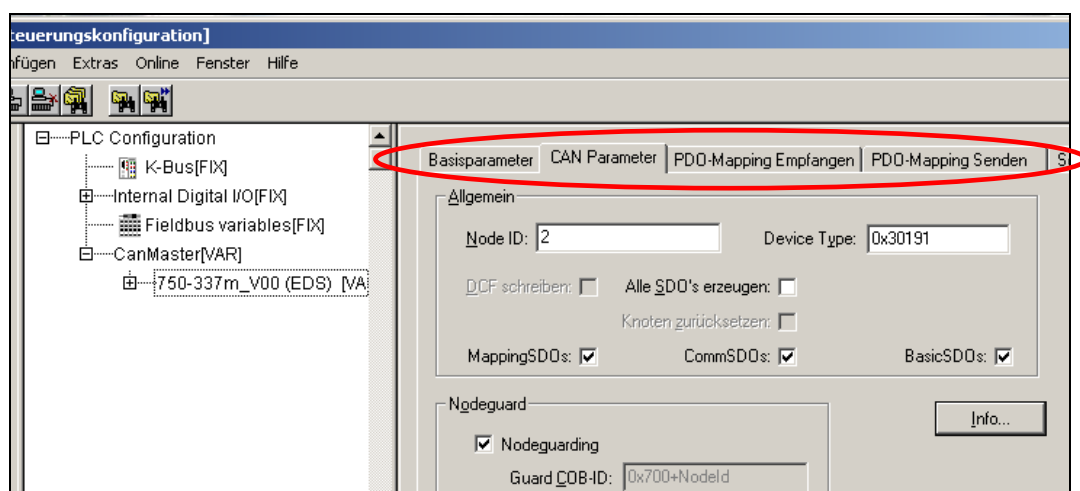 teuerungskonfiguration]
nfügen Extras Online Fenster Hilfe
PLC Configuration
K-Bus[FIX]
Internal Digital I/O[FIX]
Fieldbus variables[FIX]
CanMaster[VAR]
750-337m_V00 (EDS) [VA
Basisparameter CAN Parameter PDO-Mapping Empfangen PDO-Mapping Senden S
Allgemein
Node ID: 2 Device Type: 0x30191
DCF schreiben: Alle SDO's erzeugen:
Knoten zurücksetzen:
MappingSDOs: CommSDOs: BasicSDOs:
Nodeguard
Info...
Nodeguarding
Guard COB-ID: 0x700+NodeId